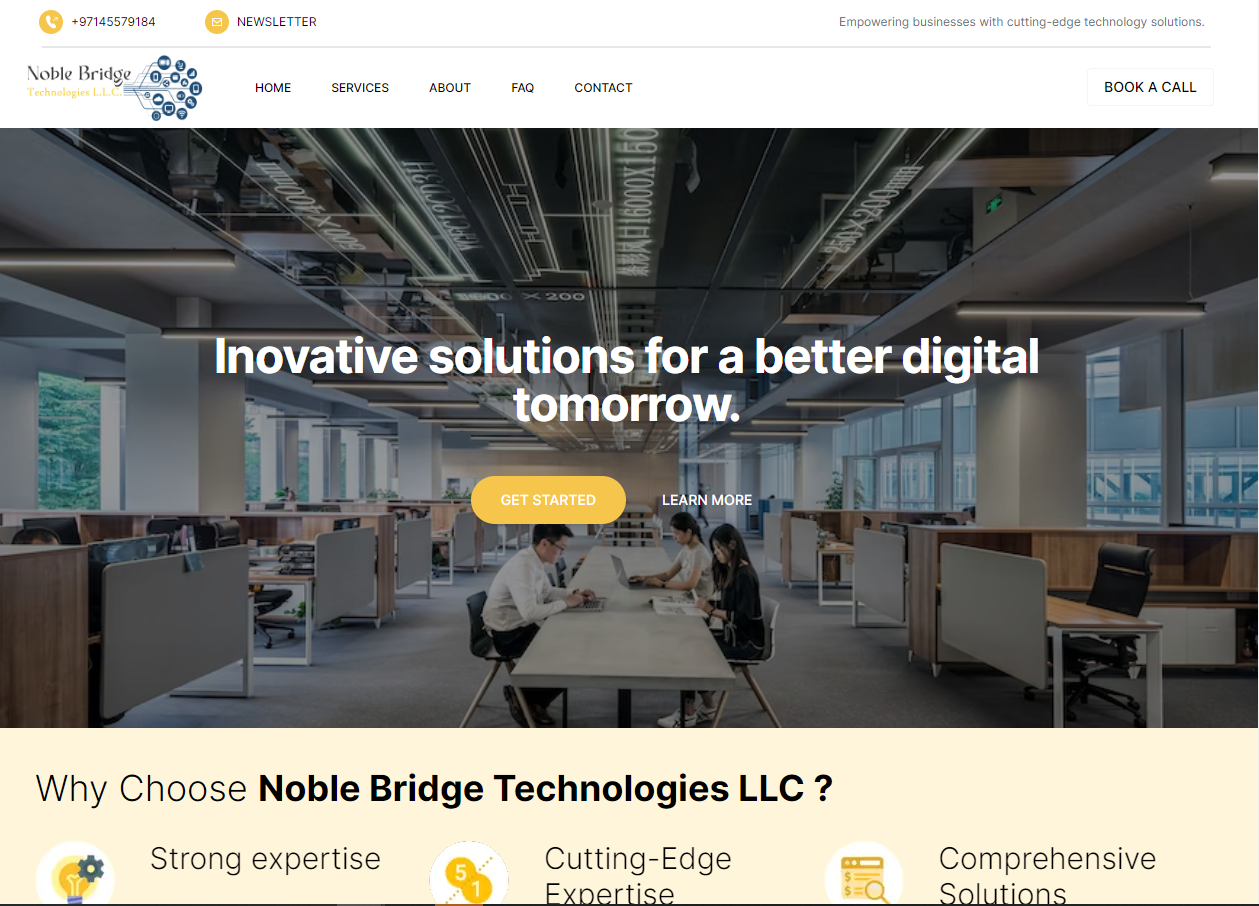 +97145579184
NEWSLETTER
Empowering businesses with cutting-edge technology solutions.
Noble Bridge
Technologies L.L.C.
HOME
SERVICES
ABOUT
FAQ
CONTACT
BOOK A CALL
Inovative solutions for a better digital
tomorrow.
GET STARTED
LEARN MORE
Why Choose Noble Bridge Technologies LLC ?
Strong expertise
Cutting-Edge
Expertise
Comprehensive
Solutions
5
1